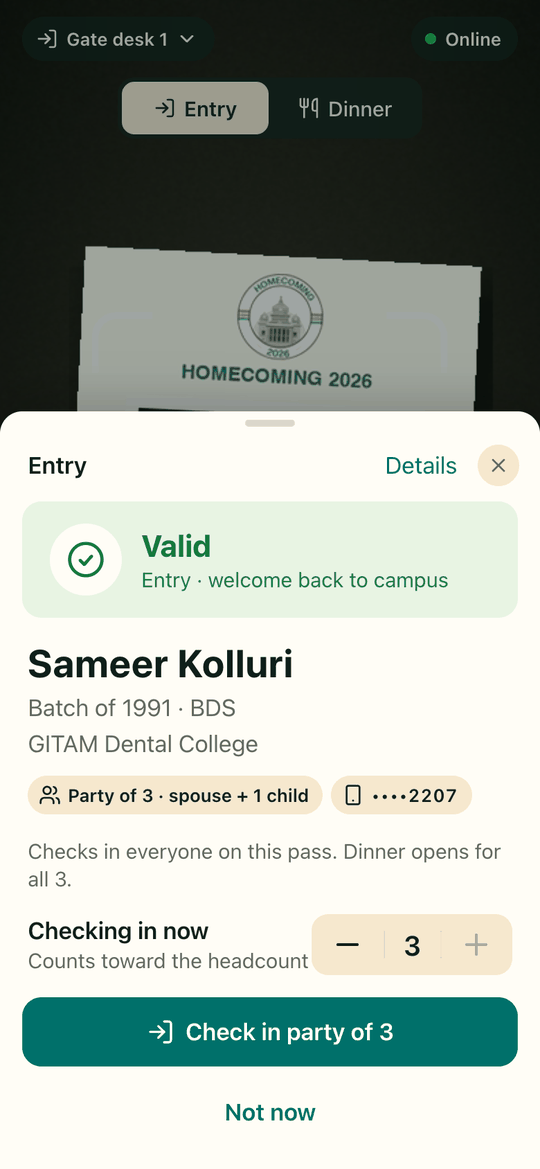 Gate desk 1
Online
Entry
Dinner
HOMECOMING
2026
HOMECOMING 2026
Entry
Details
Valid
Entry · welcome back to campus
Sameer Kolluri
Batch of 1991 · BDS
GITAM Dental College
Party of 3 · spouse + 1 child
••••2207
Checks in everyone on this pass. Dinner opens for
all 3.
Checking in now
Counts toward the headcount
3
Check in party of 3
Not now